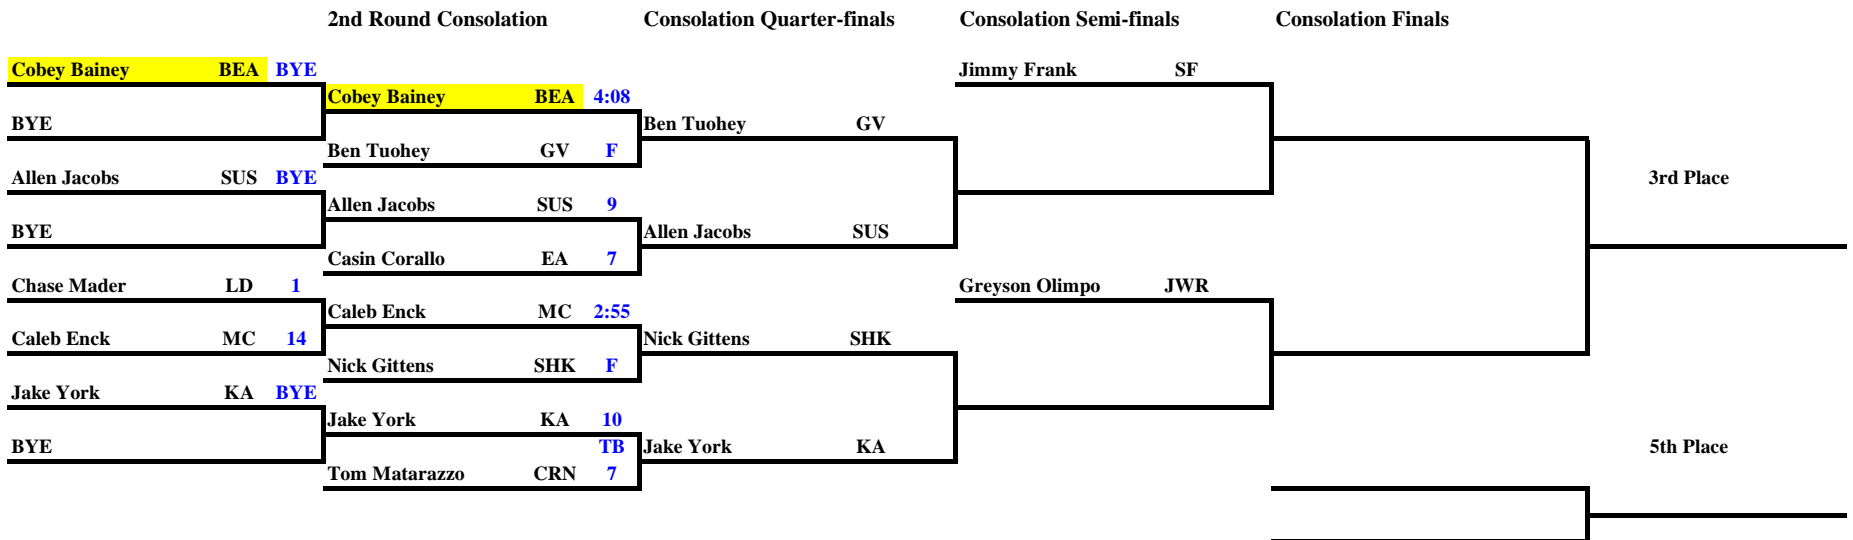 2nd Round Consolation Consolation Quarter-finals Consolation Semi-finals Consolation Finals
Cobey Bainey BEA BYE Jimmy Frank SF
Cobey Bainey BEA 4:08
BYE Ben Tuohey GV
Ben Tuohey GV F
Allen Jacobs SUS BYE 3rd Place
Allen Jacobs SUS 9
BYE Allen Jacobs SUS
Casin Corallo EA 7
Chase Mader LD 1 Greyson Olimpo JWR
Caleb Enck MC 2:55
Caleb Enck MC 14 Nick Gittens SHK
Nick Gittens SHK F
Jake York KA BYE
Jake York KA 10
BYE TB Jake York KA 5th Place
Tom Matarazzo CRN 7